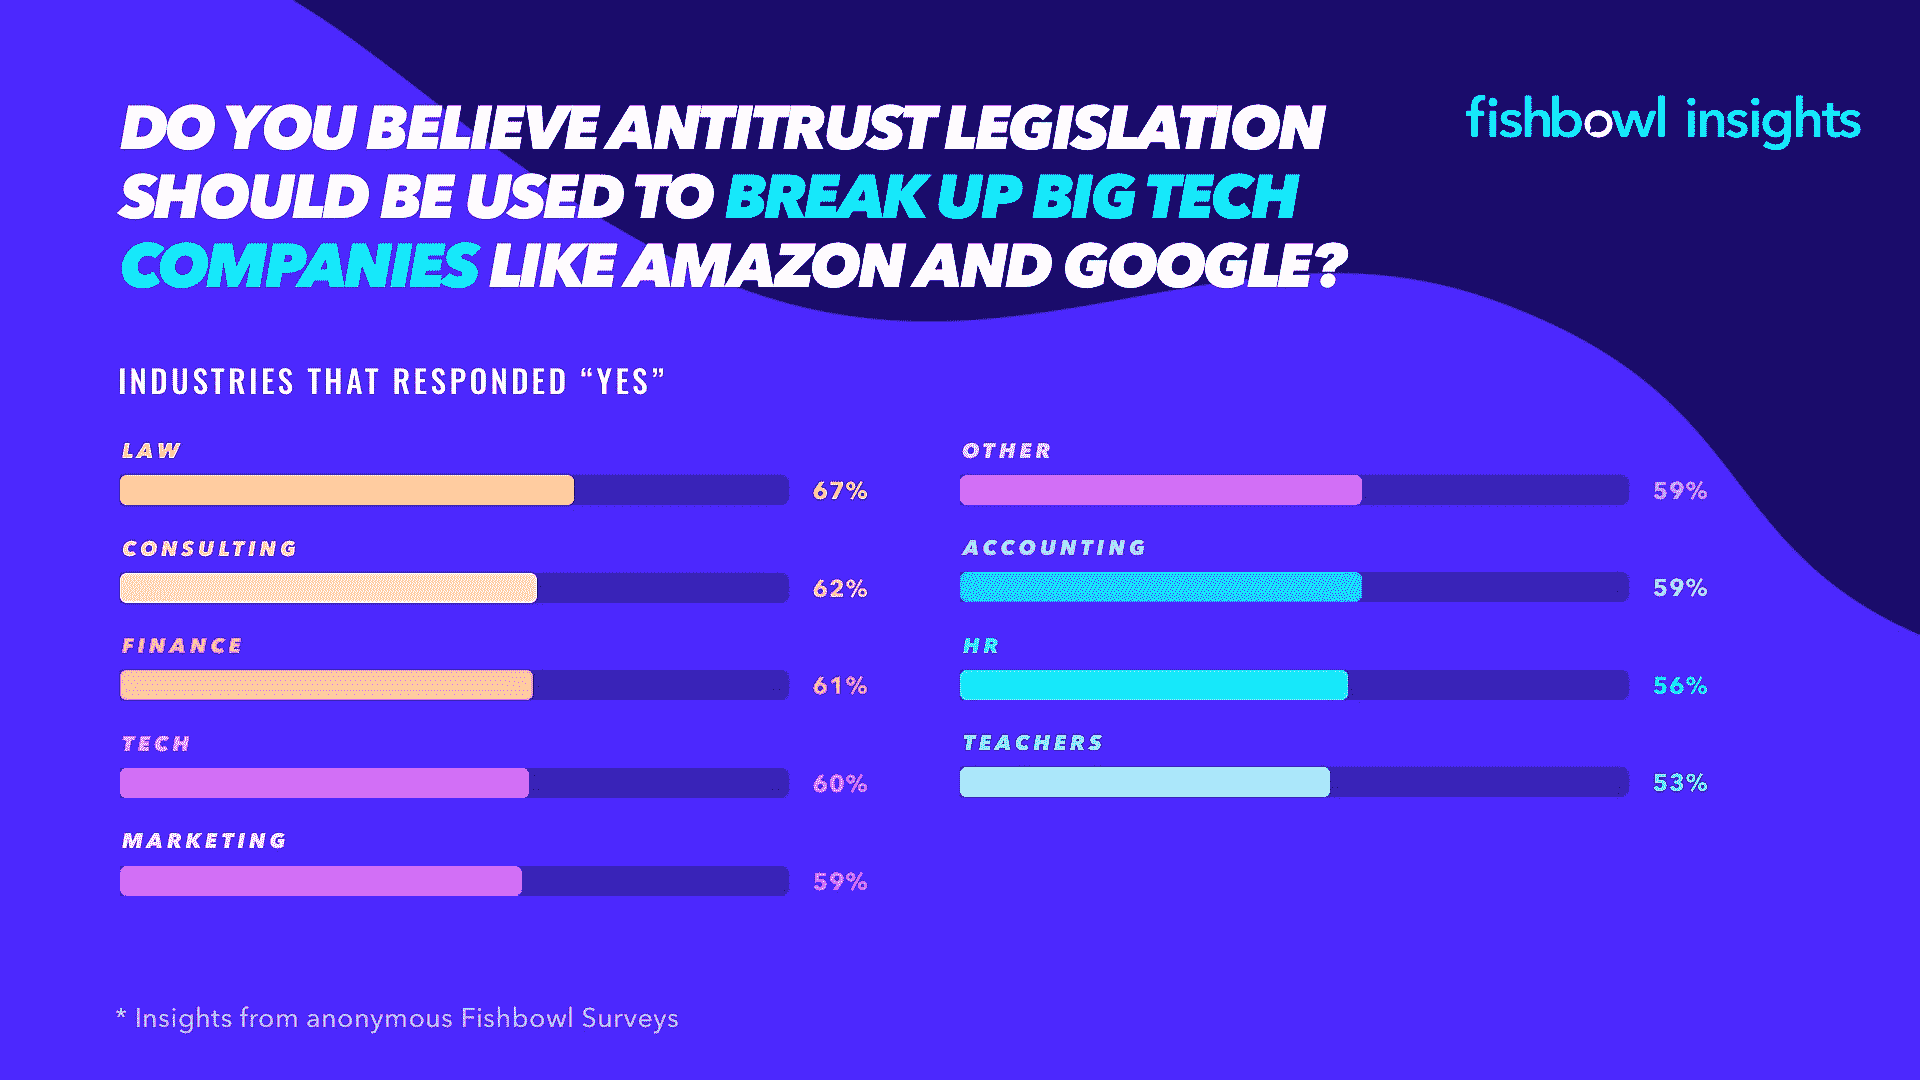 DO YOU BELIEVE ANTITRUST LEGISLATION
SHOULD BE USED TO BREAK UP BIG TECH
COMPANIES LIKE AMAZON AND GOOGLE?
fishbowl insights
INDUSTRIES THAT RESPONDED “YES”
LAW
67%
CONSULTING
62%
FINANCE
61%
TECH
60%
MARKETING
59%
OTHER
59%
ACCOUNTING
59%
HR
56%
TEACHERS
53%
* Insights from anonymous Fishbowl Surveys